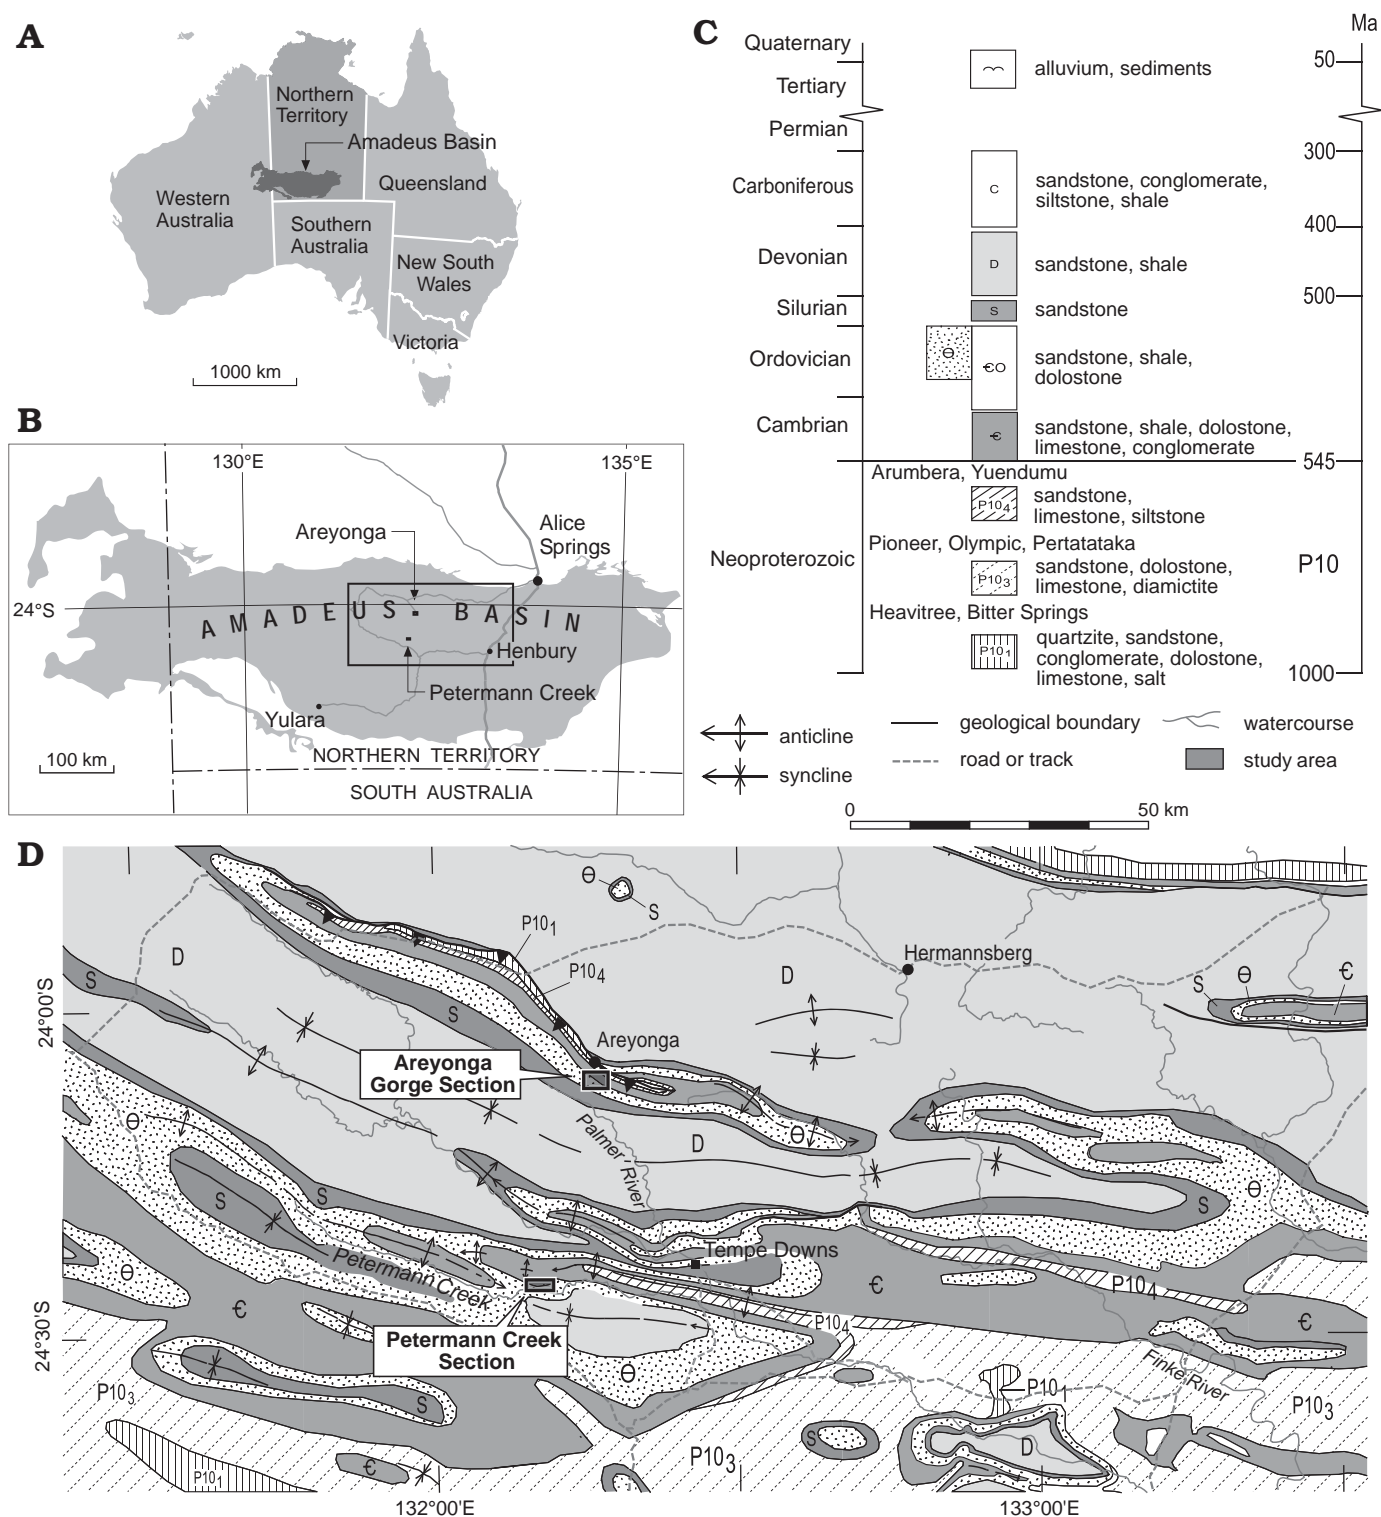 A
Northern
Territory
Amadeus Basin
Western
Australia
Queensland
Southern
Australia
New South
Wales
Victoria
1000 km
B
130°E
135°E
Areyonga
Alice
Springs
24°S
AMADEUS BASIN
Henbury
Petermann Creek
Yulara
100 km
NORTHERN TERRITORY
SOUTH AUSTRALIA
C
Ma
Quaternary
50
alluvium, sediments
Tertiary
Permian
300
Carboniferous
C
sandstone, conglomerate,
siltstone, shale
400
Devonian
D
sandstone, shale
500
Silurian
S
sandstone
Ordovician
Ɵ
ꞒO
sandstone, shale,
dolostone
Cambrian
Ꞓ
sandstone, shale, dolostone,
limestone, conglomerate
545
Arumbera, Yuendumu
P10₄
sandstone,
limestone, siltstone
Pioneer, Olympic, Pertatataka
Neoproterozoic
P10₃
sandstone, dolostone,
limestone, diamictite
P10
Heavitree, Bitter Springs
P10₁
quartzite, sandstone,
conglomerate, dolostone,
limestone, salt
1000
anticline
syncline
geological boundary
road or track
watercourse
study area
0
50 km
D
Ɵ
S
P10₁
P10₄
D
S
D
Hermannsberg
S
Ɵ
Ꞓ
24°00'S
S
Areyonga
Areyonga
Gorge Section
Ɵ
Palmer River
D
Ɵ
S
S
S
Ɵ
Petermann Creek
Tempe Downs
Ɵ
Ꞓ
Ꞓ
P10₄
Ꞓ
P10₄
24°30'S
Petermann Creek
Section
Ɵ
Finke River
P10₃
S
P10₁
P10₃
S
D
P10₁
Ꞓ
P10₃
132°00'E
133°00'E